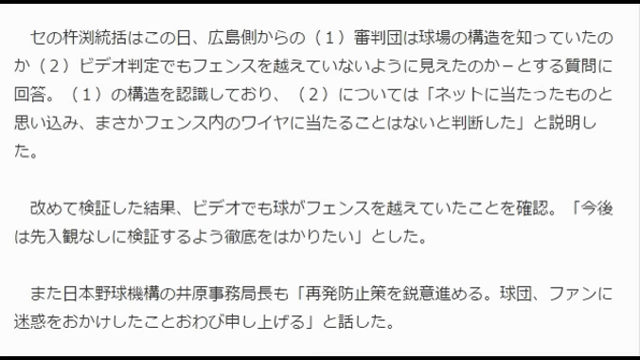 セの杵渕統括はこの日、広島側からの（１）審判団は球場の構造を知っていたの
か（２）ビデオ判定でもフェンスを越えていないように見えたのか－とする質問に
回答。（１）の構造を認識しており、（２）については「ネットに当たったものと
思い込み、まさかフェンス内のワイヤに当たることはないと判断した」と説明し
た。
改めて検証した結果、ビデオでも球がフェンスを越えていたことを確認。「今後
は先入観なしに検証するよう徹底をはかりたい」とした。
また日本野球機構の井原事務局長も「再発防止策を鋭意進める。球団、ファンに
迷惑をおかけしたことおわび申し上げる」と話した。